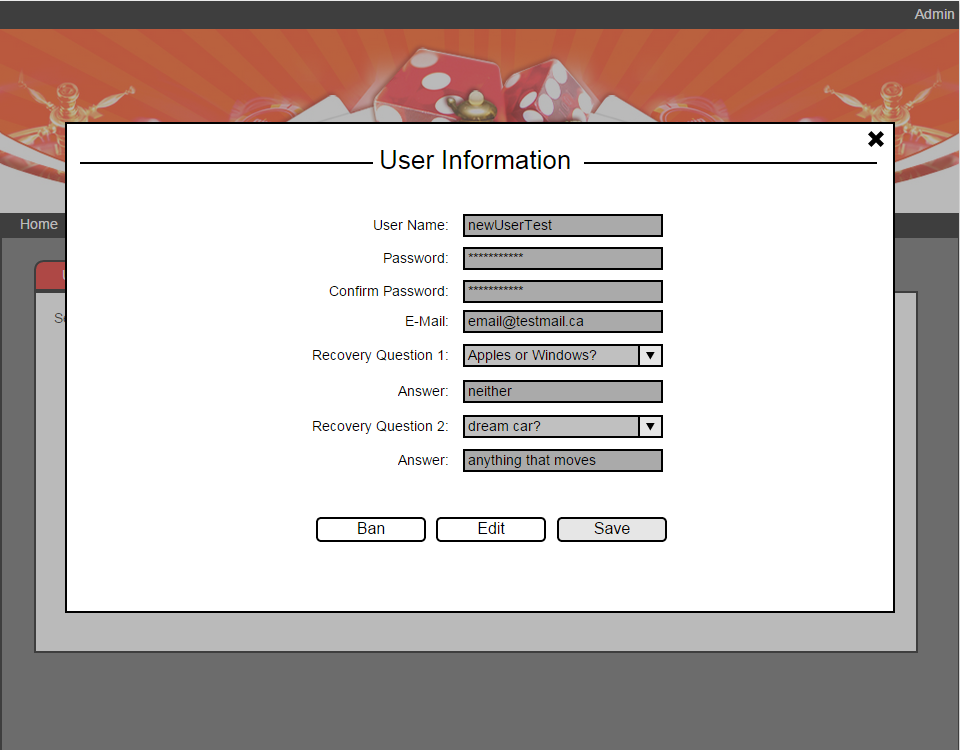 Admin
Home
User Information
User Name: newUserTest
Password: ***********
Confirm Password: ***********
E-Mail: email@testmail.ca
Recovery Question 1: Apples or Windows?
Answer: neither
Recovery Question 2: dream car?
Answer: anything that moves
Ban Edit Save